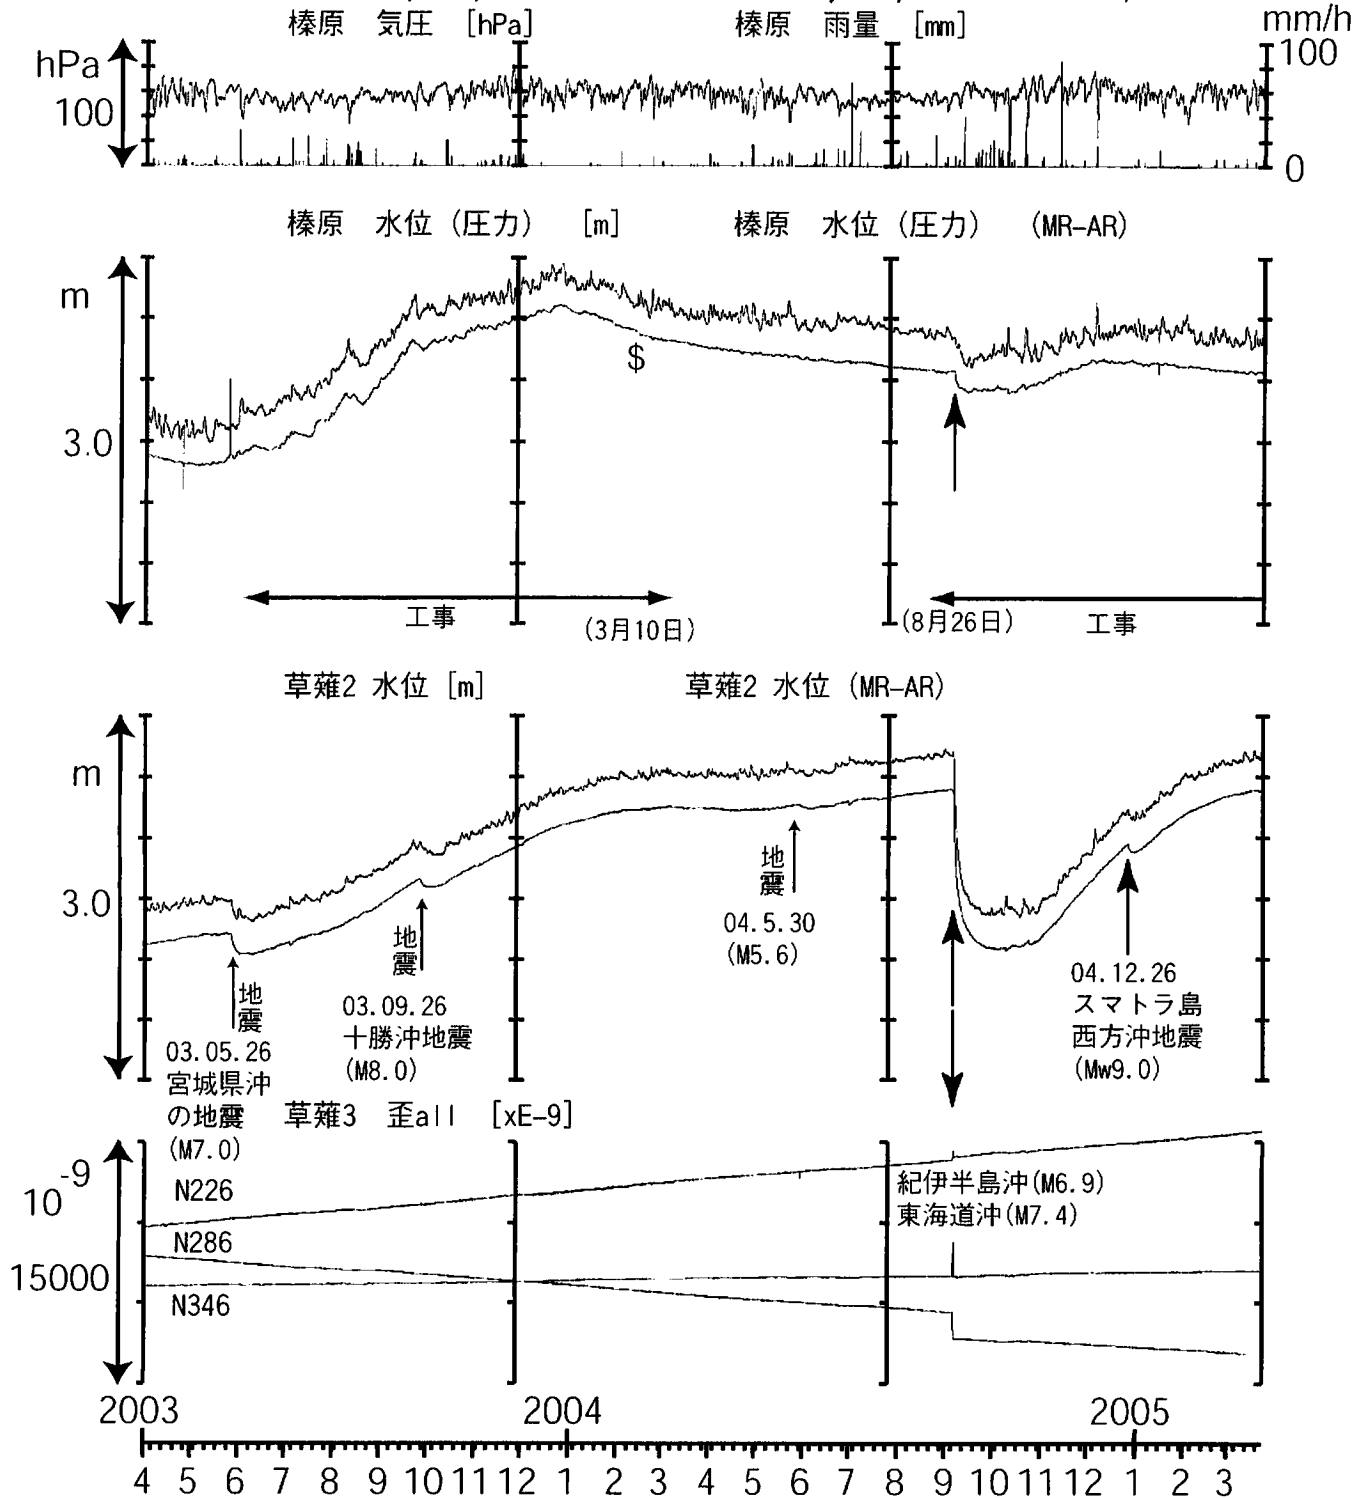 榛原 気圧 [hPa]
榛原 雨量 [mm]
mm/h
hPa
100
100
0
榛原 水位(圧力) [m]
榛原 水位(圧力) (MR-AR)
m
$
3.0
工事
(3月10日)
(8月26日)
工事
草薙2 水位 [m]
草薙2 水位 (MR-AR)
m
3.0
地震
03.05.26
宮城県沖
の地震
(M7.0)
地震
03.09.26
十勝沖地震
(M8.0)
地震
04.5.30
(M5.6)
04.12.26
スマトラ島
西方沖地震
(Mw9.0)
草薙3 歪all [xE-9]
10-9
15000
N226
N286
N346
紀伊半島沖(M6.9)
東海道沖(M7.4)
2003 2004 2005
4 5 6 7 8 9 10 11 12 1 2 3 4 5 6 7 8 9 10 11 12 1 2 3